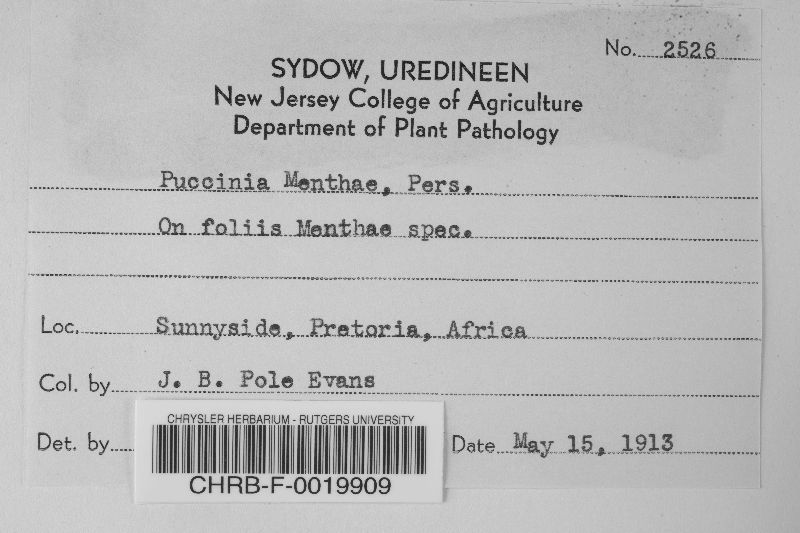 No. 2526
SYDOW, UREDINEEN
New Jersey College of Agriculture
Department of Plant Pathology
Puccinia Menthae, Pers.
On foliis Menthae spec.
Loc. Sunnyside, Pretoria, Africa
Col. by J. B. Pole Evans
Det. by
Date May 15, 1913
CHRYSLER HERBARIUM - RUTGERS UNIVERSITY
CHRB-F-0019909